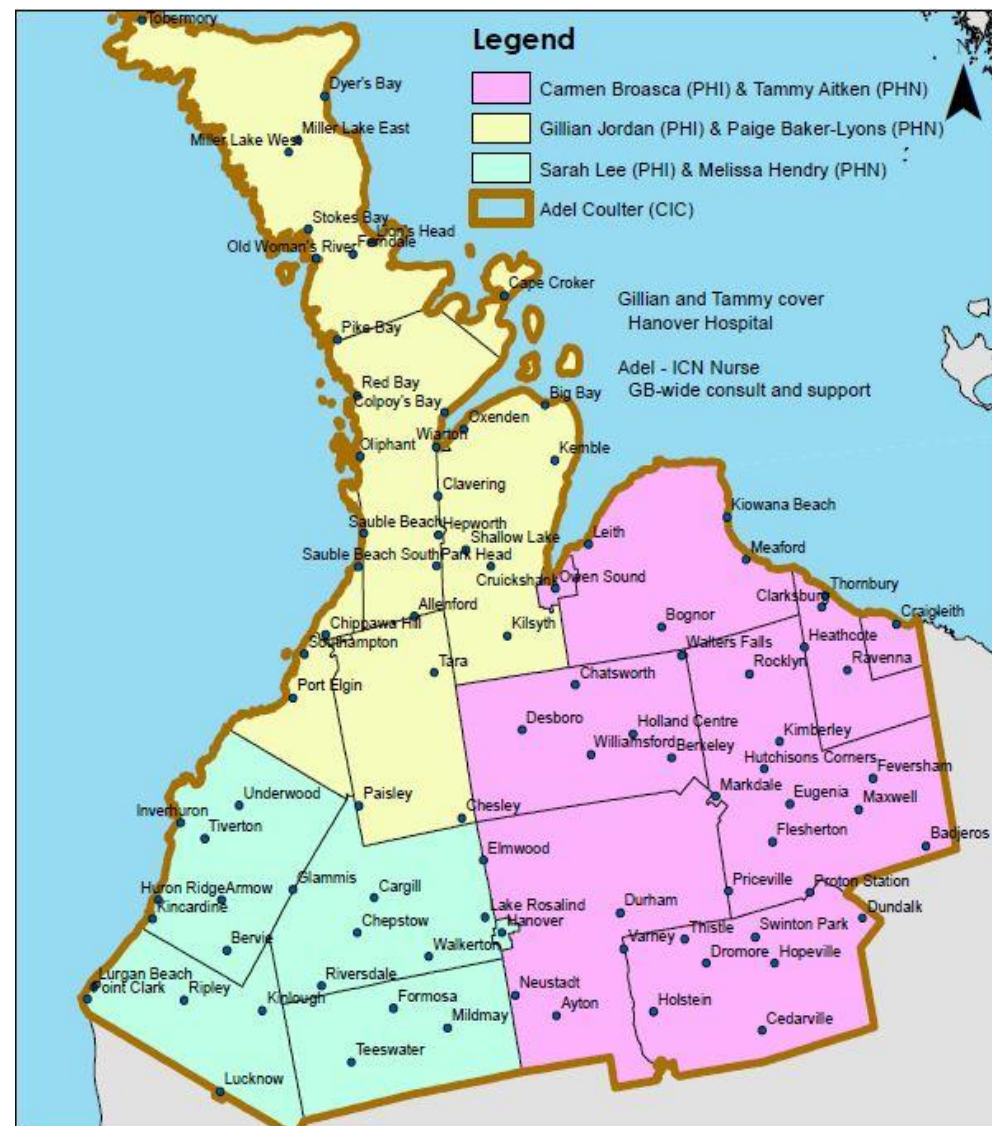 Tobermory
Legend
N
Carmen Broasca (PHI) & Tammy Aitken (PHN)
Gillian Jordan (PHI) & Paige Baker-Lyons (PHN)
Sarah Lee (PHI) & Melissa Hendry (PHN)
Adel Coulter (CIC)
Dyer's Bay
Miller Lake East
Miller Lake West
Stokes Bay
Lion's Head
Old Woman's River
Ferndale
Cape Croker
Gillian and Tammy cover
Hanover Hospital
Pike Bay
Adel - ICN Nurse
GB-wide consult and support
Red Bay
Colpoy's Bay
Big Bay
Oxenden
Wiarton
Oliphant
Kemble
Clavering
Kiowana Beach
Sauble Beach
Hepworth
Leith
Shallow Lake
Meaford
Sauble Beach South
Park Head
Cruickshank
Owen Sound
Thornbury
Clarksburg
Craigleith
Allenford
Chippawa Hill
Kilsyth
Bognor
Southampton
Walters Falls
Heathcote
Rocklyn
Ravenna
Tara
Chatsworth
Port Elgin
Desboro
Holland Centre
Kimberley
Williamsford
Berkeley
Hutchisons Corners
Feversham
Markdale
Underwood
Paisley
Eugenia
Maxwell
Inverhuron
Chesley
Tiverton
Flesherton
Badjeros
Elmwood
Huron Ridge
Armow
Glammis
Cargill
Priceville
Proton Station
Kincardine
Lake Rosalind
Durham
Dundalk
Chepstow
Hanover
Bervie
Walkerton
Varney
Thistle
Swinton Park
Dromore
Hopeville
Lurgan Beach
Point Clark
Ripley
Kinlough
Riversdale
Formosa
Neustadt
Ayton
Holstein
Mildmay
Cedarville
Teeswater
Lucknow